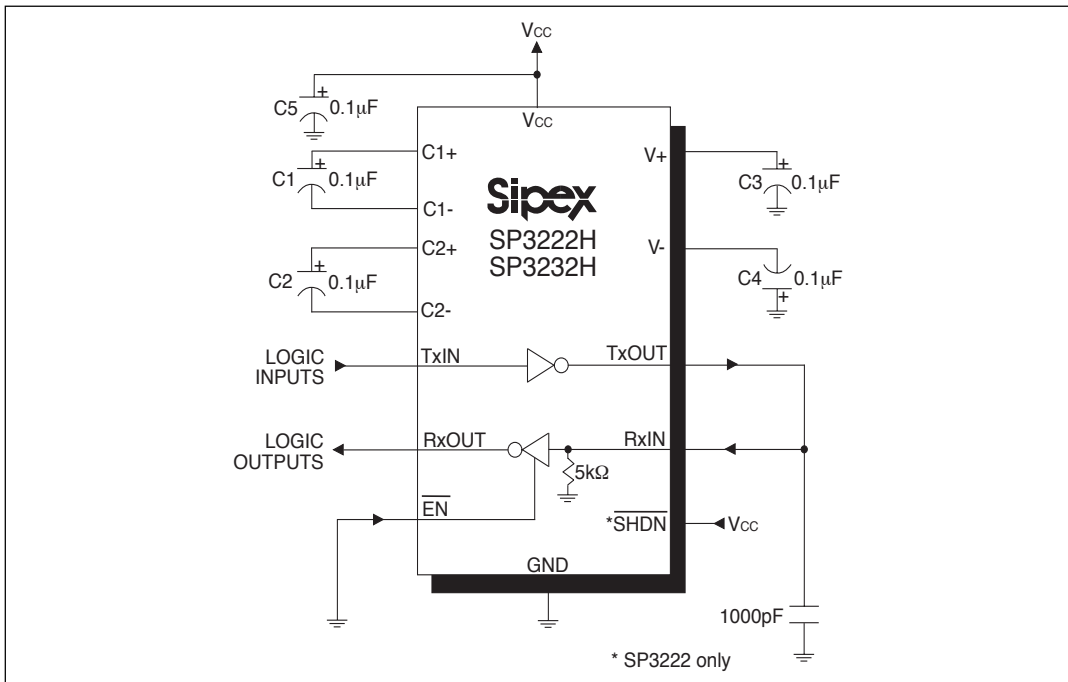 VCC
C5
+
0.1µF
VCC
C1+
C1
+
0.1µF
C1-
C2+
C2
+
0.1µF
C2-
Sipex
SP3222H
SP3232H
V+
C3
+
0.1µF
V-
C4
0.1µF
+
LOGIC
INPUTS
TxIN
TxOUT
LOGIC
OUTPUTS
RxOUT
RxIN
5kΩ
EN
*SHDN
VCC
GND
1000pF
* SP3222 only